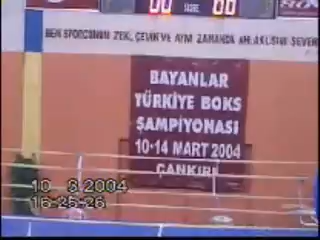 00 00
BEN SPORCUNUN ZEKİ, ÇEVİK VE AYNI ZAMANDA AHLAKLISINI SEVERİM
BAYANLAR
TÜRKİYE BOKS
ŞAMPİYONASI
10-14 MART 2004
ÇANKIRI
10 3.2004
16:25:26